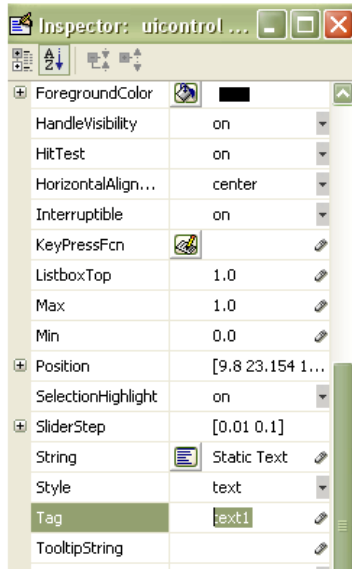 Inspector: uicontrol ...
ForegroundColor
HandleVisibility on
HitTest on
HorizontalAlign... center
Interruptible on
KeyPressFcn
ListboxTop 1.0
Max 1.0
Min 0.0
Position [9.8 23.154 1...
SelectionHighlight on
SliderStep [0.01 0.1]
String Static Text
Style text
Tag text1
TooltipString